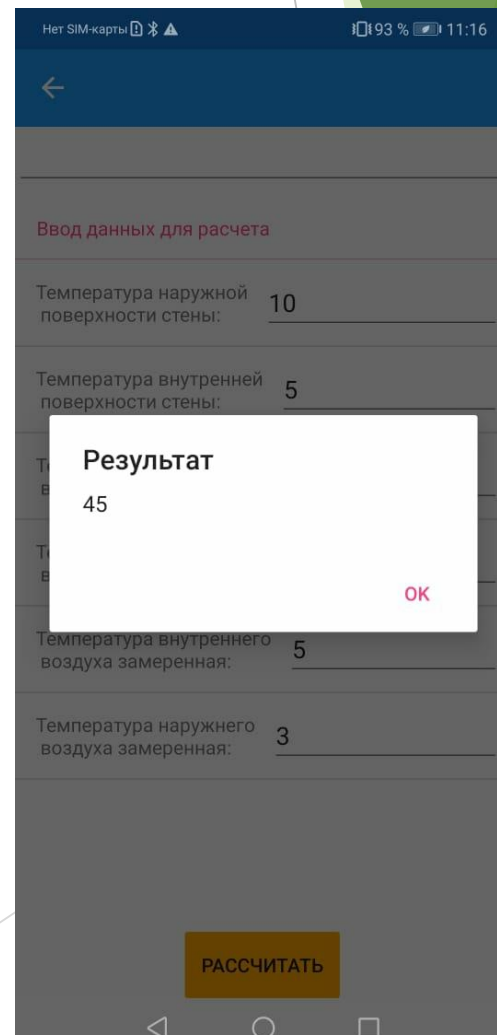 Нет SIM-карты
93 % 11:16
Ввод данных для расчета
Температура наружной
поверхности стены:
10
Температура внутренней
поверхности стены:
5
Результат
45
OK
Температура внутреннего
воздуха замеренная:
5
Температура наружнего
воздуха замеренная:
3
РАССЧИТАТЬ